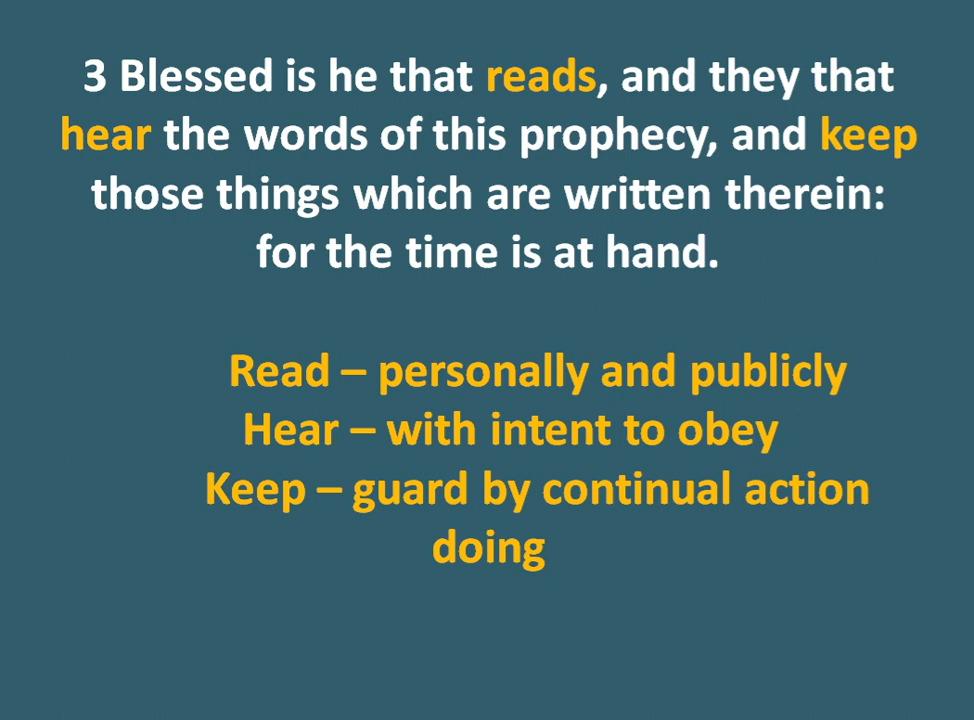 3 Blessed is he that reads, and they that
hear the words of this prophecy, and keep
those things which are written therein:
for the time is at hand.
Read – personally and publicly
Hear – with intent to obey
Keep – guard by continual action
doing